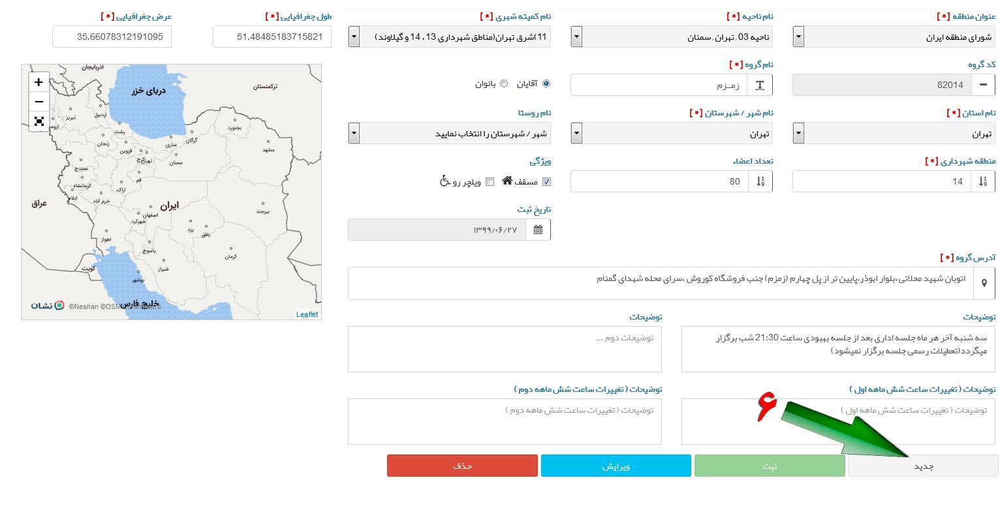 عنوان منطقه [*]
نام ناحیه [*]
نام کمیته شهری [*]
طول جغرافیایی [*]
عرض جغرافیایی [*]
شورای منطقه ایران
ناحیه 03 , تهران , سمنان
11)شرق تهران(مناطق شهرداری 13 ، 14 و گیلاوند)
51.48485183715821
35.66078312191095
کد گروه
نام گروه [*]
82014
زمـزم
آقایان
بانوان
نام استان [*]
نام شهر / شهرستان [*]
نام روستا
تهران
تهران
شهر / شهرستان را انتخاب نمایید
منطقه شهرداری [*]
تعداد اعضاء
ویژگی
14
80
مسقف
ویلچر رو
تاریخ ثبت
۱۳۹۹/۰۶/۲۷
آدرس گروه [*]
اتوبان شهید محلاتی ،بلوار ابوذر،پایین تر از پل چهارم (زمزم) جنب فروشگاه کوروش ،سرای محله شهدای گمنام
توضیحات
توضیحات
سه شنبه آخر هر ماه جلسه اداری بعد از جلسه بهبودی ساعت 21:30 شب برگزار
میگردد(تعطیلات رسمی جلسه برگزار نمیشود)
توضیحات دوم ...
توضیحات ( تغییرات ساعت شش ماهه اول )
توضیحات ( تغییرات ساعت شش ماهه دوم )
توضیحات ( تغییرات ساعت شش ماهه اول )
توضیحات ( تغییرات ساعت شش ماهه دوم )
۶
جدید
ثبت
ویرایش
حذف
+
−
آذربایجان
دریای خزر
ترکمنستان
تبریز
اردبیل
ارومیه
رشت
زنجان
قزوین
کرج
تهران
ساری
گرگان
بجنورد
مشهد
سمنان
سنندج
قم
کرمانشاه
اراک
ایلام
خرم آباد
عراق
ایران
اصفهان
شهرکرد
بیرجند
یزد
بافق
اهواز
یاسوج
کرمان
کویت
شیراز
بوشهر
خلیج فارس
نشان
©Neshan ©OSM contributors
Leaflet